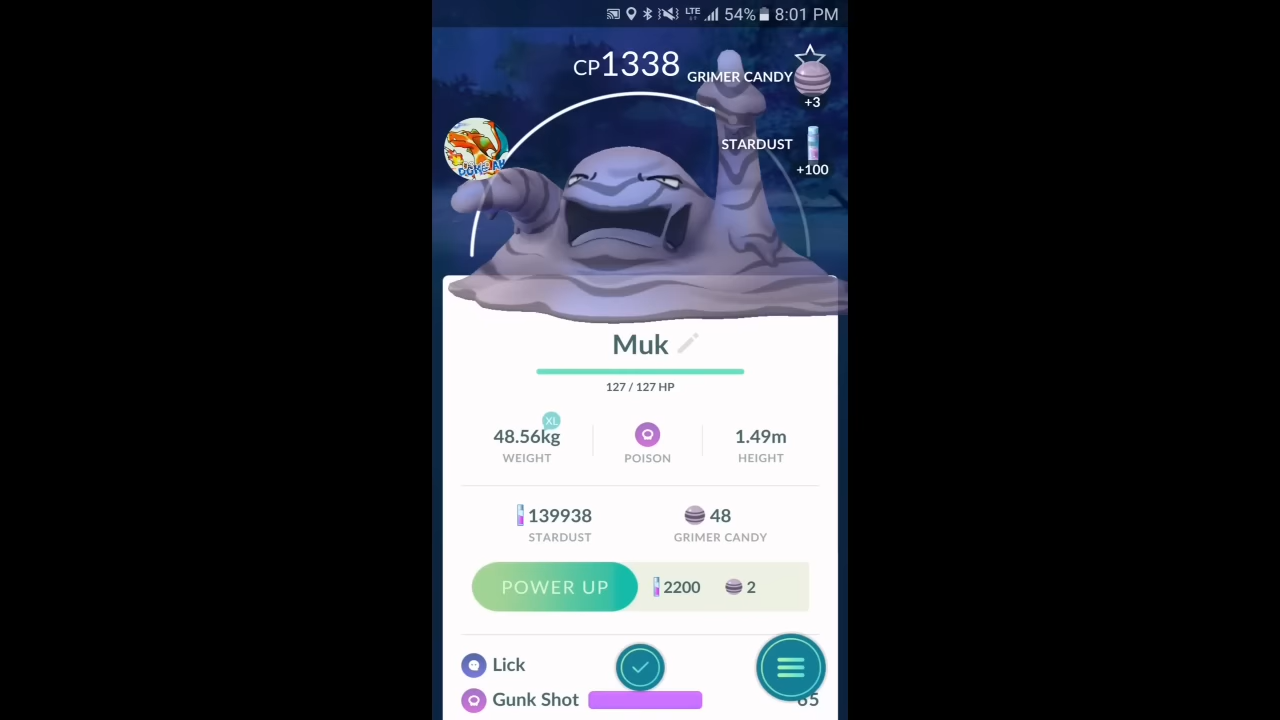 LTE 54% 8:01 PM
CP1338
GRIMER CANDY
+3
STARDUST
+100
Muk
127 / 127 HP
XL
48.56kg
WEIGHT
POISON
1.49m
HEIGHT
139938
STARDUST
48
GRIMER CANDY
POWER UP 2200 2
Lick
Gunk Shot